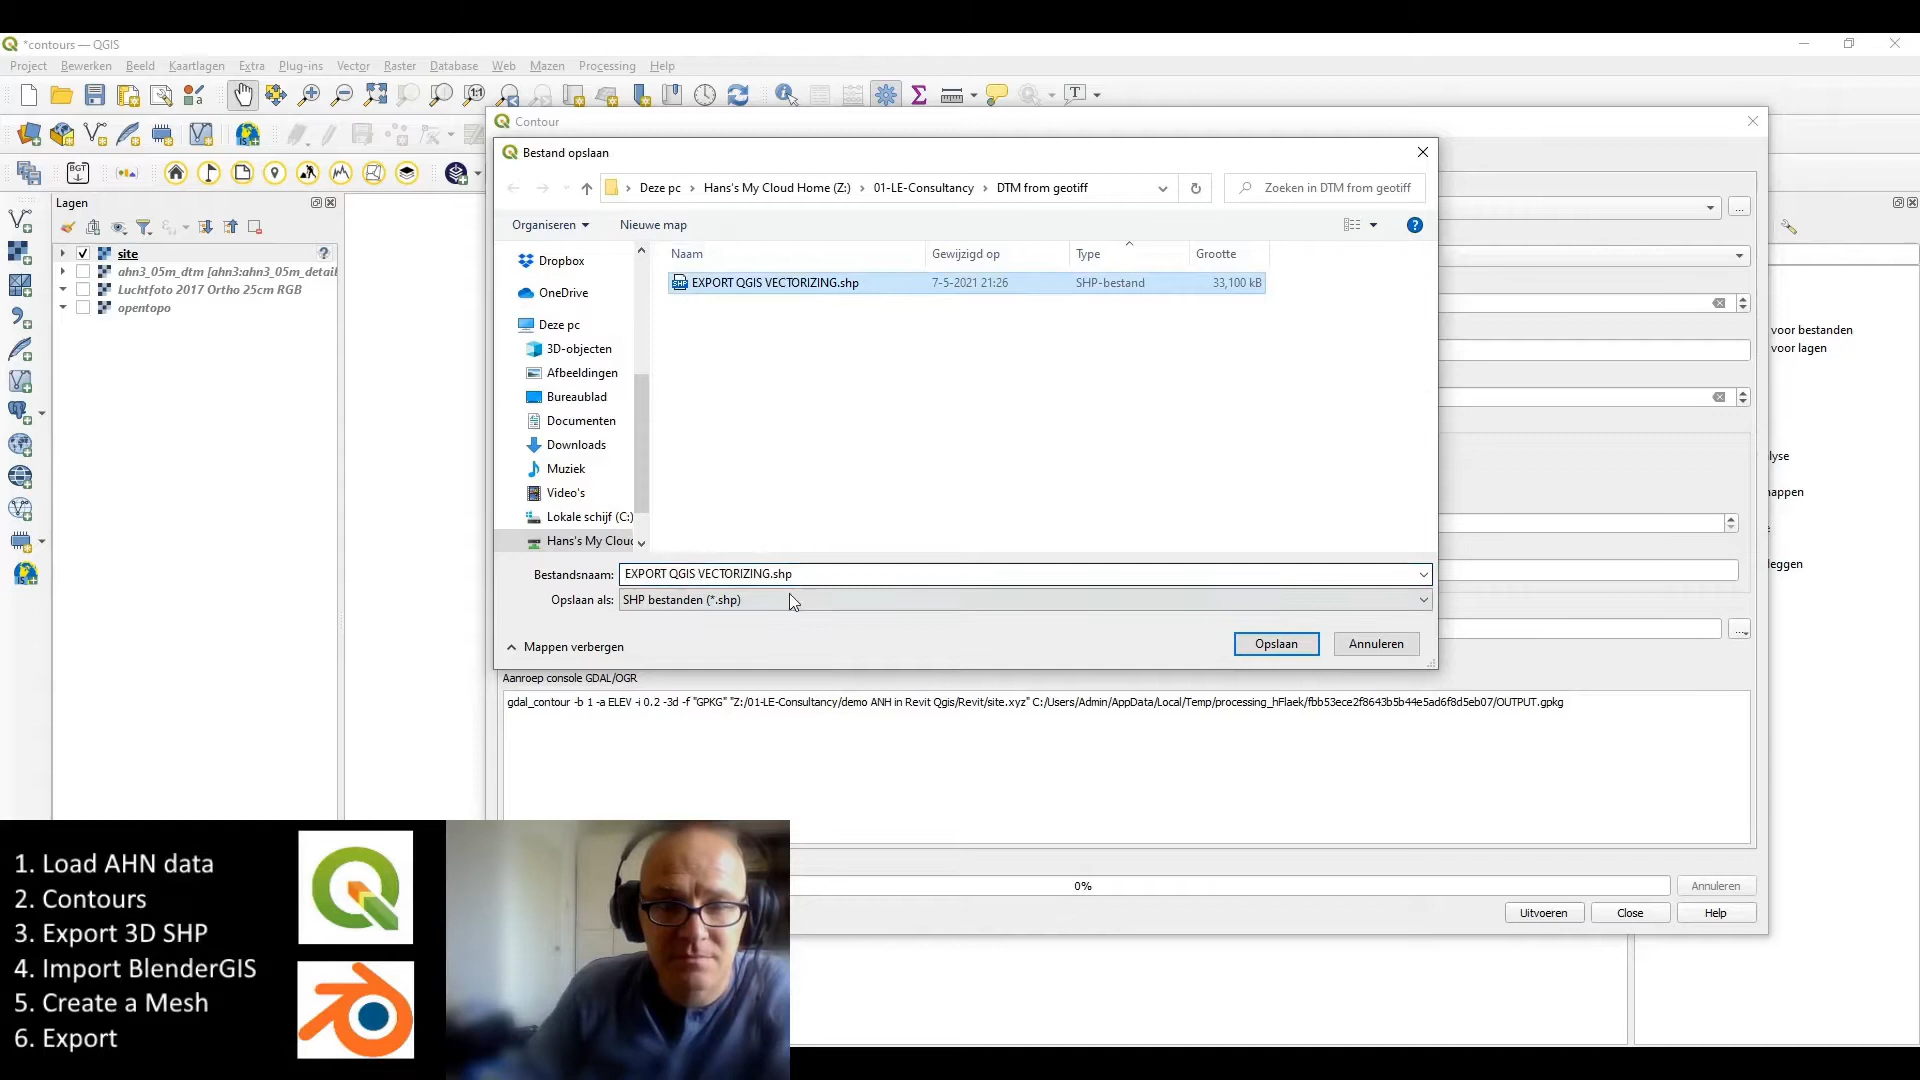 *contours — QGIS
Project Bewerken Beeld Kaartlagen Extra Plug-ins Vector Raster Database Web Mazen Processing Help
Contour
Bestand opslaan
Deze pc Hans's My Cloud Home (Z:) 01-LE-Consultancy DTM from geotiff
Zoeken in DTM from geotiff
Organiseren Nieuwe map
Naam Gewijzigd op Type Grootte
EXPORT QGIS VECTORIZING.shp 7-5-2021 21:26 SHP-bestand 33,100 kB
Dropbox
OneDrive
Deze pc
3D-objecten
Afbeeldingen
Bureaublad
Documenten
Downloads
Muziek
Video's
Lokale schijf (C:)
Hans's My Cloud
Bestandsnaam: EXPORT QGIS VECTORIZING.shp
Opslaan als: SHP bestanden (*.shp)
Mappen verbergen
Opslaan Annuleren
BGT
Lagen
site
ahn3_05m_dtm [ahn3:ahn3_05m_detail
Luchtfoto 2017 Ortho 25cm RGB
opentopo
voor bestanden
voor lagen
lyse
nappen
leggen
Aanroep console GDAL/OGR
gdal_contour -b 1 -a ELEV -i 0.2 -3d -f "GPKG" "Z:/01-LE-Consultancy/demo ANH in Revit Qgis/Revit/site.xyz" C:/Users/Admin/AppData/Local/Temp/processing_hFlaek/fbb53ece2f8643b5b44e5ad6f8d5eb07/OUTPUT.gpkg
0%
Annuleren
Uitvoeren Close Help
1. Load AHN data
2. Contours
3. Export 3D SHP
4. Import BlenderGIS
5. Create a Mesh
6. Export